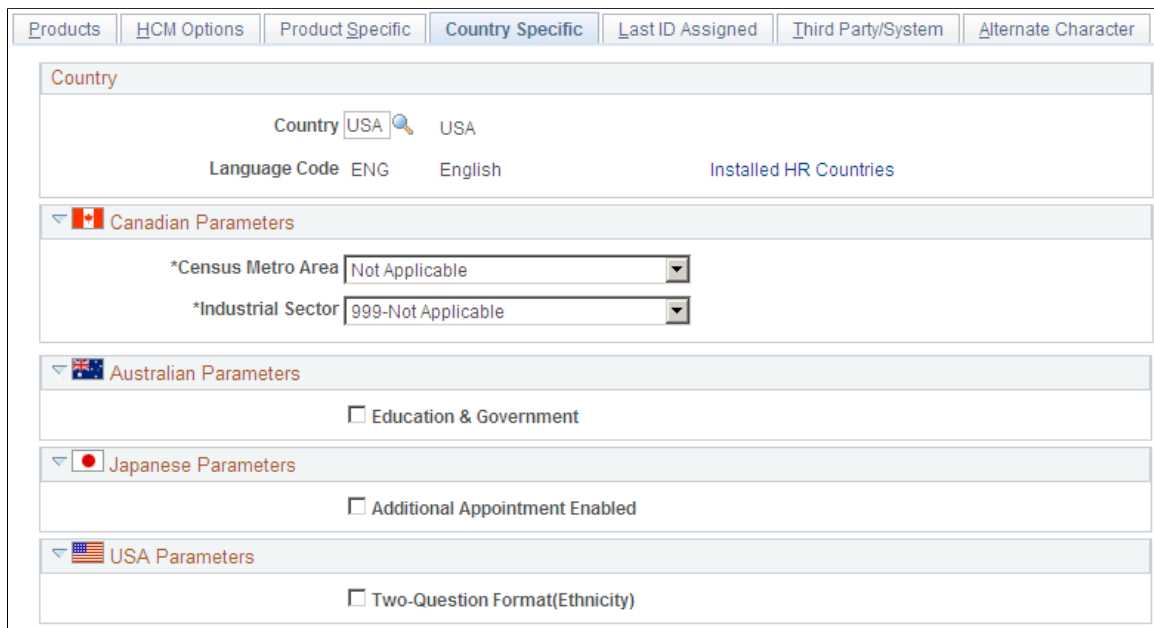 Products HCM Options Product Specific Country Specific Last ID Assigned Third Party/System Alternate Character
Country
Country USA USA
Language Code ENG English Installed HR Countries
Canadian Parameters
*Census Metro Area Not Applicable
*Industrial Sector 999-Not Applicable
Australian Parameters
Education & Government
Japanese Parameters
Additional Appointment Enabled
USA Parameters
Two-Question Format(Ethnicity)